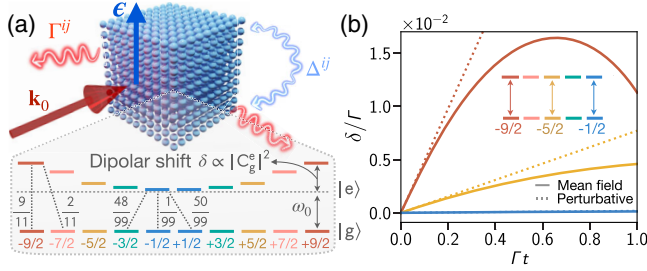 (a)
ϵ
Γ^{ij}
Δ^{ij}
k_0
Dipolar shift δ ∝ |C_g^e|^2
|e⟩
9/11
2/11
48/99
1/99
50/99
ω_0
|g⟩
-9/2 -7/2 -5/2 -3/2 -1/2 +1/2 +3/2 +5/2 +7/2 +9/2
(b)
×10^{-2}
1.5
1.0
0.5
0.0
δ/Γ
-9/2 -5/2 -1/2
Mean field
Perturbative
0.0 0.2 0.4 0.6 0.8 1.0
Γt